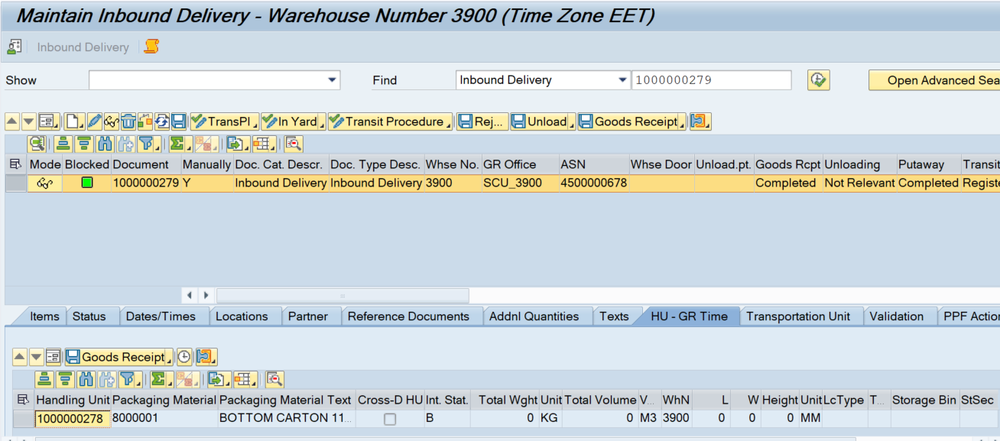 Maintain Inbound Delivery - Warehouse Number 3900 (Time Zone EET)
Inbound Delivery
Show Find Inbound Delivery 1000000279 Open Advanced Sea
TransPl In Yard Transit Procedure Rej... Unload Goods Receipt
Mode Blocked Document Manually Doc. Cat. Descr. Doc. Type Desc. Whse No. GR Office ASN Whse Door Unload.pt. Goods Rcpt Unloading Putaway Transit
1000000279 Y Inbound Delivery Inbound Delivery 3900 SCU_3900 4500000678 Completed Not Relevant Completed Registe
Items Status Dates/Times Locations Partner Reference Documents Addnl Quantities Texts HU - GR Time Transportation Unit Validation PPF Action
Goods Receipt
Handling Unit Packaging Material Packaging Material Text Cross-D HU Int. Stat. Total Wght Unit Total Volume V... WhN L W Height Unit LcType T... Storage Bin StSec
1000000278 8000001 BOTTOM CARTON 11... B 0 KG 0 M3 3900 0 0 0 MM